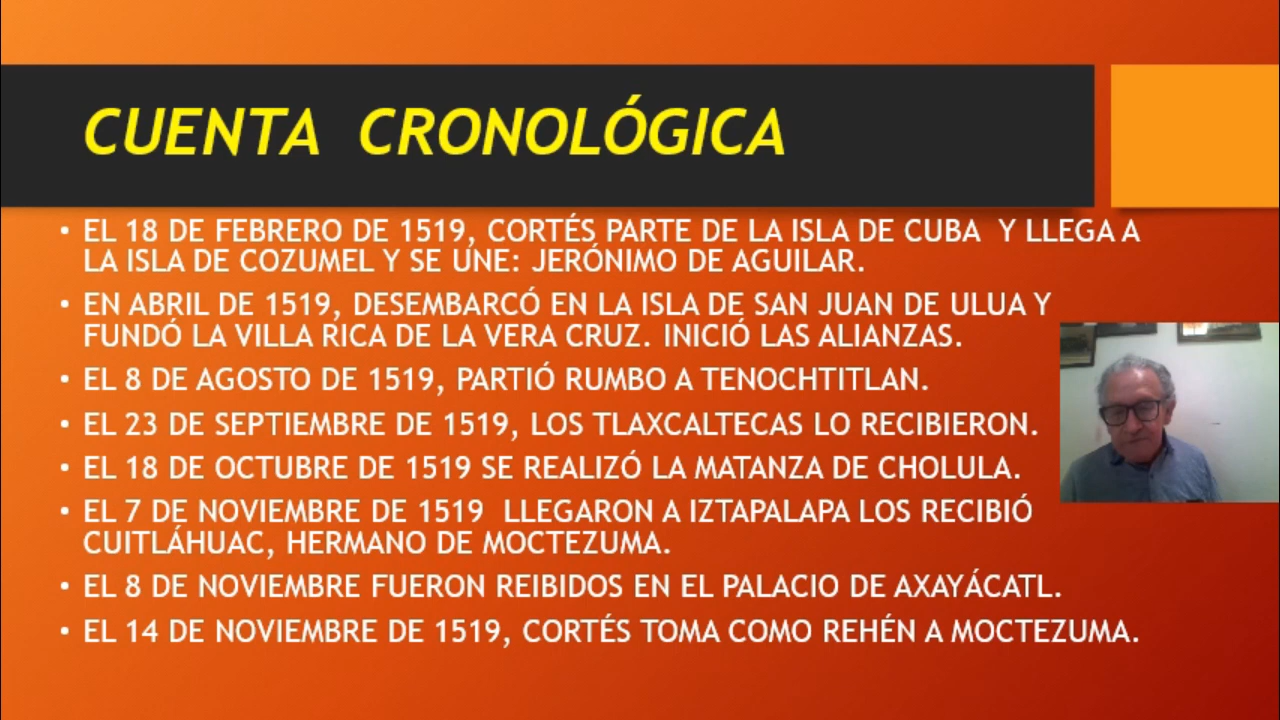 CUENTA CRONOLÓGICA
• EL 18 DE FEBRERO DE 1519, CORTÉS PARTE DE LA ISLA DE CUBA Y LLEGA A
LA ISLA DE COZUMEL Y SE UNE: JERÓNIMO DE AGUILAR.
• EN ABRIL DE 1519, DESEMBARCÓ EN LA ISLA DE SAN JUAN DE ULUA Y
FUNDÓ LA VILLA RICA DE LA VERA CRUZ. INICIÓ LAS ALIANZAS.
• EL 8 DE AGOSTO DE 1519, PARTIÓ RUMBO A TENOCHTITLAN.
• EL 23 DE SEPTIEMBRE DE 1519, LOS TLAXCALTECAS LO RECIBIERON.
• EL 18 DE OCTUBRE DE 1519 SE REALIZÓ LA MATANZA DE CHOLULA.
• EL 7 DE NOVIEMBRE DE 1519 LLEGARON A IZTAPALAPA LOS RECIBIÓ
CUITLÁHUAC, HERMANO DE MOCTEZUMA.
• EL 8 DE NOVIEMBRE FUERON REIBIDOS EN EL PALACIO DE AXAYÁCATL.
• EL 14 DE NOVIEMBRE DE 1519, CORTÉS TOMA COMO REHÉN A MOCTEZUMA.